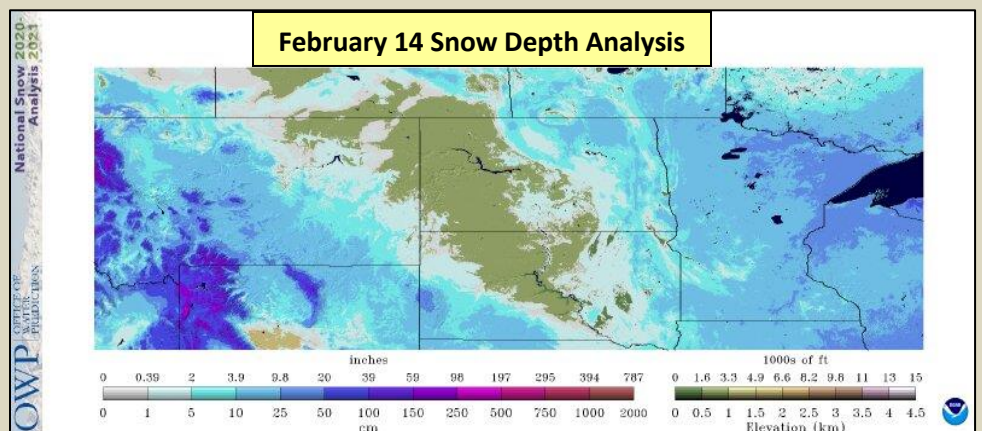 February 14 Snow Depth Analysis
National Snow 2020-
Analysis 2021
OWP
OFFICE OF
WATER
PREDICTION
inches
0 0.39 2 3.9 9.8 20 39 59 98 197 295 394 787
0 1 5 10 25 50 100 150 250 500 750 1000 2000
cm
1000s of ft
0 1.6 3.3 4.9 6.6 8.2 9.8 11 13 15
0 0.5 1 1.5 2 2.5 3 3.5 4 4.5
Elevation (km)